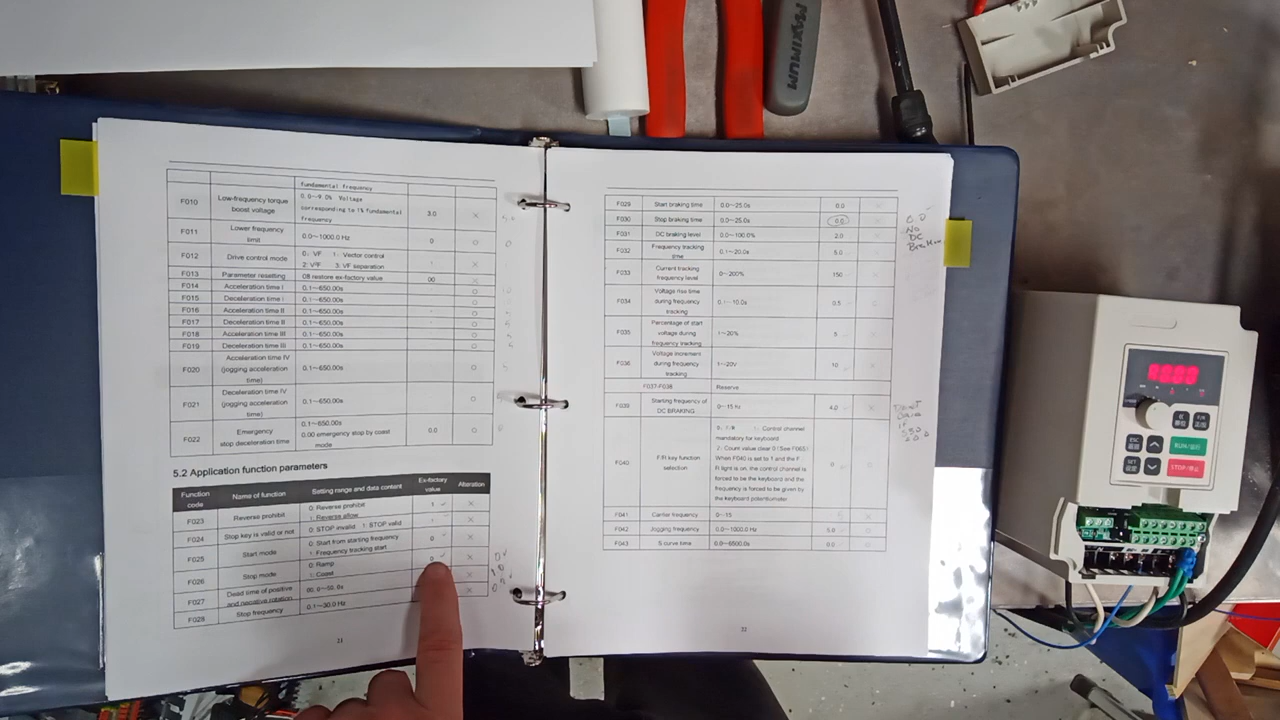 MAXIMUM
fundamental frequency
F010 Low-frequency torque boost voltage 0.0~9.0% Voltage corresponding to 1% fundamental frequency 3.0 ×
F011 Lower frequency limit 0.0~1000.0 Hz 0 ○
F012 Drive control mode 0: VF 1: Vector control ×
2: V²F 3: VF separation
F013 Parameter resetting 08 restore ex-factory value 00 ×
F014 Acceleration time I 0.1~650.00s ○
F015 Deceleration time I 0.1~650.00s ○
F016 Acceleration time II 0.1~650.00s ○
F017 Deceleration time II 0.1~650.00s ○
F018 Acceleration time III 0.1~650.00s ○
F019 Deceleration time III 0.1~650.00s ○
F020 Acceleration time IV (jogging acceleration time) 0.1~650.00s ○
F021 Deceleration time IV (jogging acceleration time) 0.1~650.00s ○
F022 Emergency stop deceleration time 0.1~650.00s 0.0 ○
0.00 emergency stop by coast mode
5.2 Application function parameters
Function code Name of function Setting range and data content Ex-factory value Aberation
F023 Reverse prohibit 0: Reverse prohibit 1 ×
1: Reverse allow
F024 Stop key is valid or not 0: STOP invalid 1: STOP valid ×
F025 Start mode 0: Start from starting frequency 0 ×
1: Frequency tracking start
F026 Stop mode 0: Ramp 0 ×
1: Coast
F027 Dead time of positive and negative rotation 00.0~50.0s ×
F028 Stop frequency 0.1~30.0 Hz ×
21
F029 Start braking time 0.0~25.0s 0.0 ×
F030 Stop braking time 0.0~25.0s 0.0 ×
F031 DC braking level 0.0~100.0% 2.0 ×
F032 Frequency tracking time 0.1~20.0s 5.0 ×
F033 Current tracking frequency level 0~200% 150 ×
F034 Voltage rise time during frequency tracking 0.1~10.0s 0.5 ○
F035 Percentage of start voltage during frequency tracking 1~20% 5 ×
F036 Voltage increment during frequency tracking 1~20V 10 ×
F037-F038 Reserve
F039 Starting frequency of DC BRAKING 0~15 hz 4.0 ×
F040 F/R key function selection 0 ○
1: Control channel mandatory for keyboard
2: Count value clear 0 (See F065)
When F040 is set to 1 and the F R light is on, the control channel is forced to be the keyboard and the frequency is forced to be given by the keyboard potentiometer
F041 Carrier frequency 0~15 ×
F042 Jogging frequency 0.0~1000.0 Hz 5.0 ○
F043 S curve time 0.0~6500.0s 0.0 ○
22
0.0
No
DC
RUN/运行
STOP/停止
ESC
SET